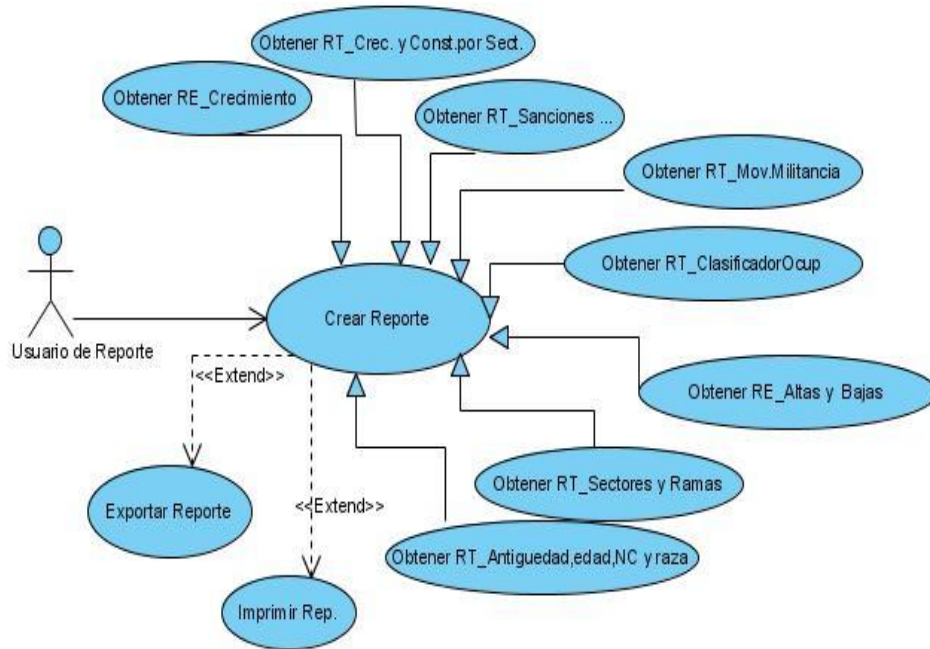 Obtener RT_Crec. y Const.por Sect.
Obtener RE_Crecimiento
Obtener RT_Sanciones ...
Obtener RT_Mov.Militancia
Obtener RT_ClasificadorOcup
Crear Reporte
Usuario de Reporte
<<Extend>>
Obtener RE_Altas y Bajas
Obtener RT_Sectores y Ramas
Exportar Reporte
<<Extend>>
Obtener RT_Antiguedad,edad,NC y raza
Imprimir Rep.